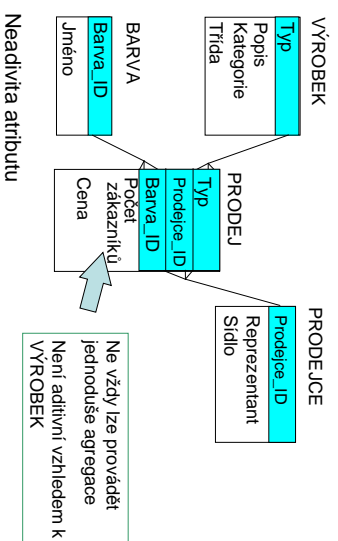 VÝROBEK
Typ
Popis
Kategorie
Třída
BARVA
Barva_ID
Jméno
PRODEJ
Typ
Prodejce_ID
Barva_ID
Počet
zákazníků
Cena
PRODEJCE
Prodejce_ID
Reprezentant
Sídlo
Ne vždy lze provádět
jednoduše agregace
Není aditivní vzhledem k
VÝROBEK
Neadivita atributu